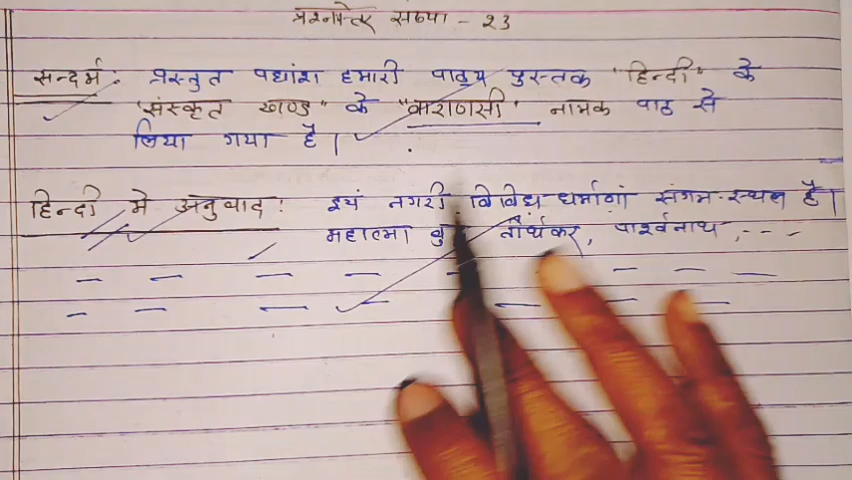 प्रश्नोत्तर संख्या - 23
सन्दर्भ : प्रस्तुत पद्यांश हमारी पाठ्य पुस्तक "हिन्दी" के
"संस्कृत खण्ड" के "वाराणसी" नामक पाठ से
लिया गया है।
हिन्दी में अनुवाद : इयं नगरी विविध धर्माणां संगम-स्थल है।
महात्मा तीर्थंकर, पार्श्वनाथ, - - -